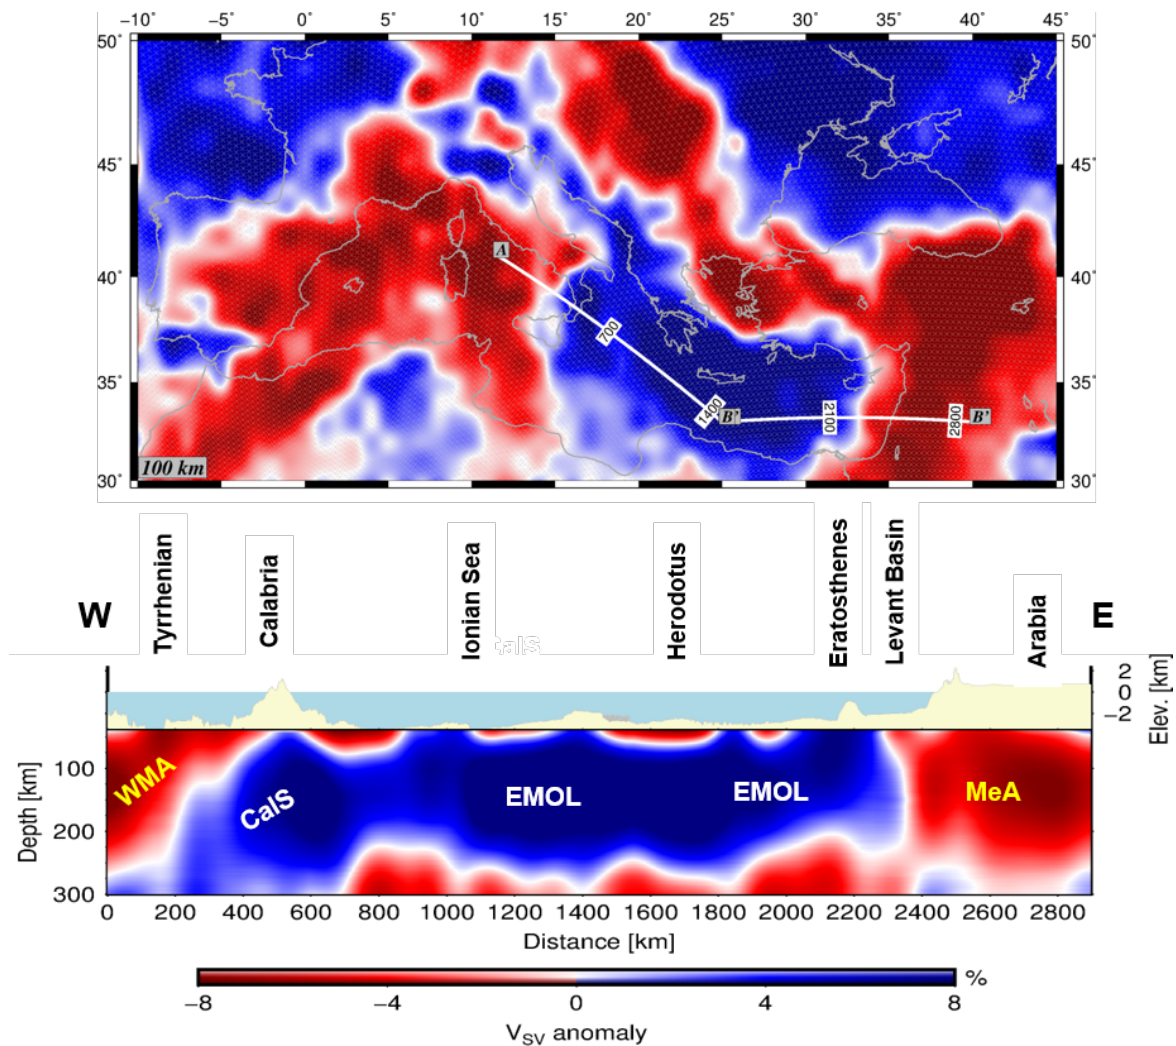 −10° −5° 0° 5° 10° 15° 20° 25° 30° 35° 40° 45°
50° 50°
45° 45°
40° 40°
35° 35°
30° 30°
A
700
1400
B'
2100
2800
B'
100 km
W
Tyrrhenian
Calabria
Ionian Sea
CalS
Herodotus
Eratosthenes
Levant Basin
Arabia
E
2
0
−2
Elev. [km]
Depth [km]
100
200
300
WMA
CalS
EMOL
EMOL
MeA
0 200 400 600 800 1000 1200 1400 1600 1800 2000 2200 2400 2600 2800
Distance [km]
−8 −4 0 4 8
%
VSV anomaly